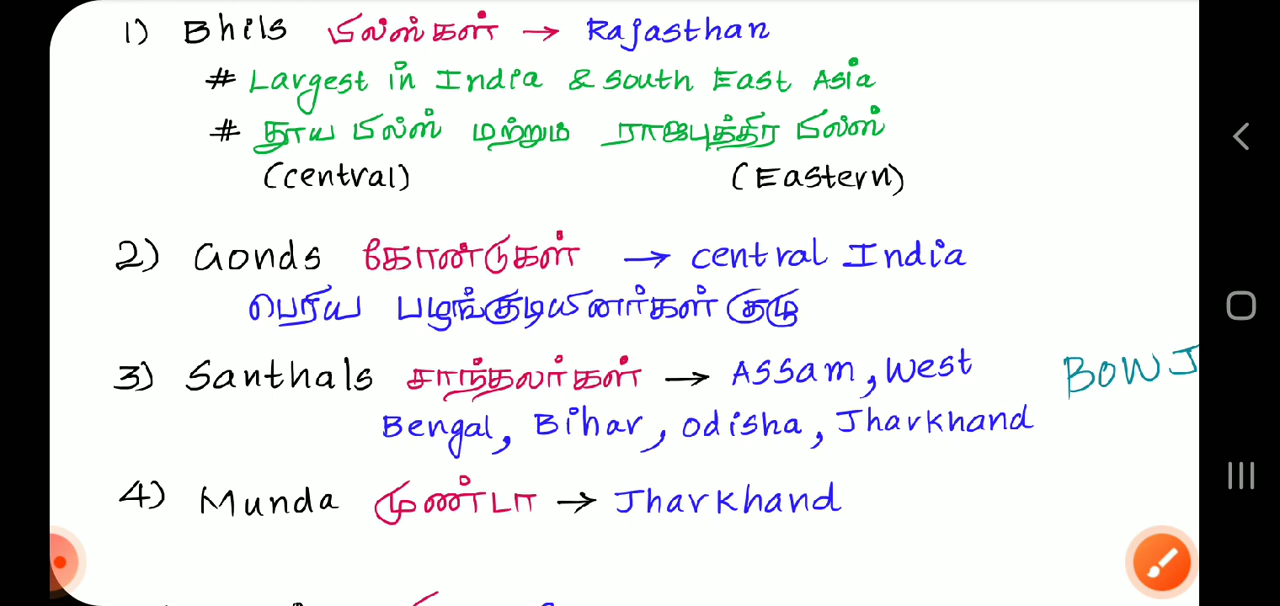 1) Bhils பில்ஸ்கள் → Rajasthan
# Largest in India & South East Asia
# தூய பில்ஸ் மற்றும் ராஜபுத்திர பில்ஸ்
(central) (Eastern)
2) Gonds கோண்டுகள் → central India
பெரிய பழங்குடியினர்கள் குழு
3) Santhals சாந்தலர்கள் → Assam, West
Bengal, Bihar, odisha, Jharkhand
BOWJ
4) Munda முண்டா → Jharkhand